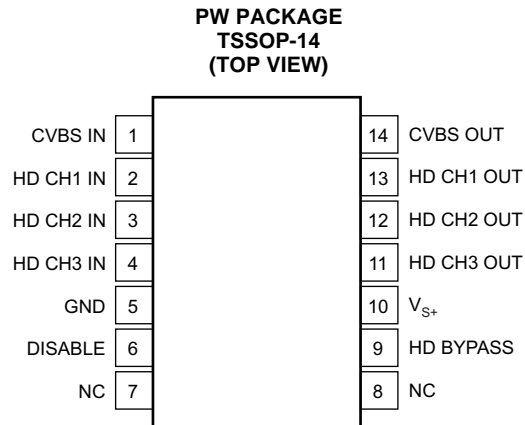 PW PACKAGE
TSSOP-14
(TOP VIEW)
CVBS IN 1 14 CVBS OUT
HD CH1 IN 2 13 HD CH1 OUT
HD CH2 IN 3 12 HD CH2 OUT
HD CH3 IN 4 11 HD CH3 OUT
GND 5 10 VS+
DISABLE 6 9 HD BYPASS
NC 7 8 NC